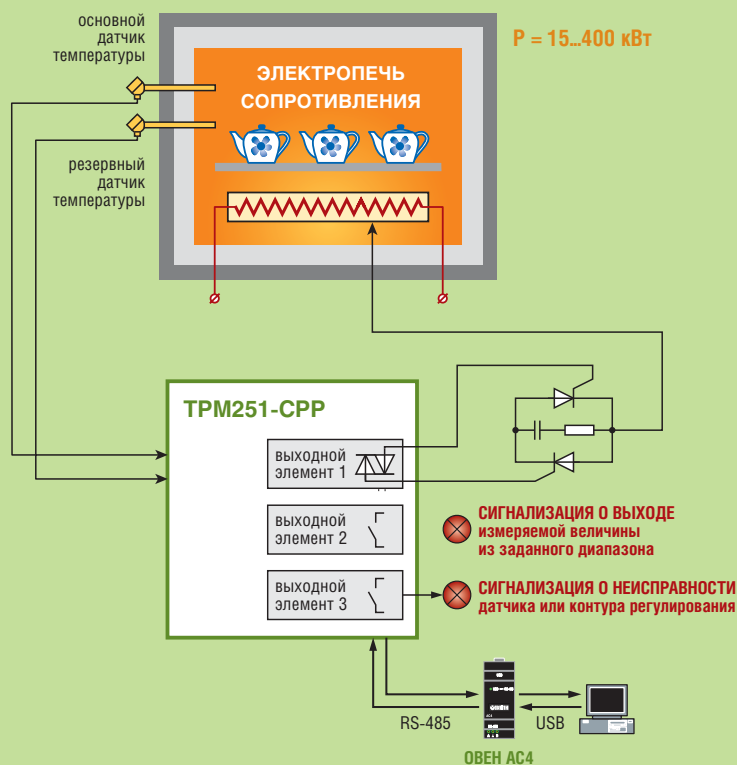 основной
датчик
температуры
P = 15...400 кВт
ЭЛЕКТРОПЕЧЬ
СОПРОТИВЛЕНИЯ
резервный
датчик
температуры
ТРМ251-СРР
выходной
элемент 1
выходной
элемент 2
СИГНАЛИЗАЦИЯ О ВЫХОДЕ
измеряемой величины
из заданного диапазона
выходной
элемент 3
СИГНАЛИЗАЦИЯ О НЕИСПРАВНОСТИ
датчика или контура регулирования
RS-485
USB
ОВЕН АС4